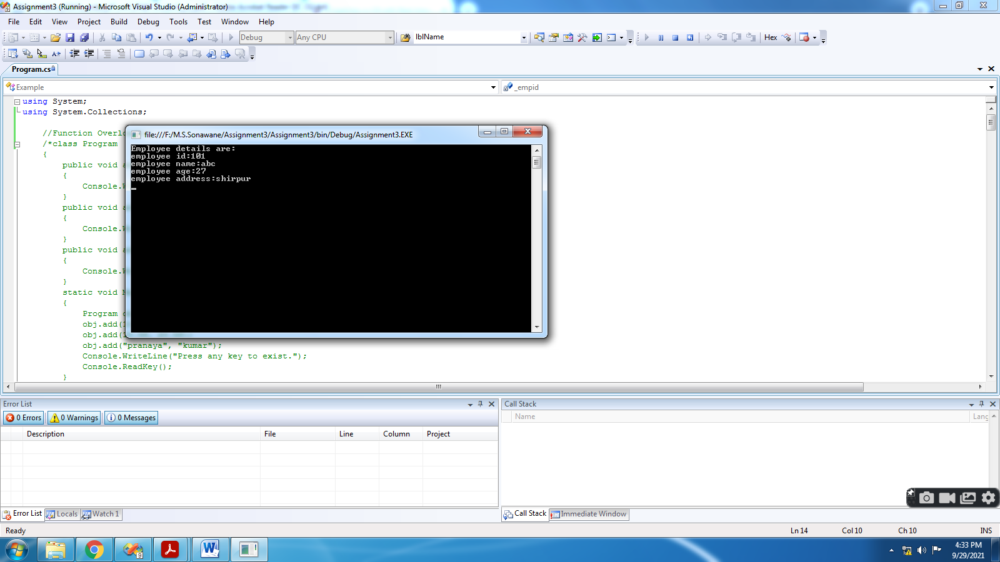 Assignment3 (Running) - Microsoft Visual Studio (Administrator)
File Edit View Project Build Debug Tools Test Window Help
Debug Any CPU lblName Hex
Program.cs
Example _empid
using System;
using System.Collections;
//Function Overl
/*class Program
{
public void
{
Console.
}
public void
{
Console.
}
public void
{
Console.
}
static void
{
Program
obj.add(
obj.add(
obj.add("pranaya", "kumar");
Console.WriteLine("Press any key to exist.");
Console.ReadKey();
}
file:///F:/M.S.Sonawane/Assignment3/Assignment3/bin/Debug/Assignment3.EXE
Employee details are:
employee id:101
employee name:abc
employee age:27
employee address:shirpur
Error List
0 Errors 0 Warnings 0 Messages
Description File Line Column Project
Call Stack
Name Lang
Error List Locals Watch 1
Call Stack Immediate Window
Ready Ln 14 Col 10 Ch 10 INS
4:33 PM
9/29/2021